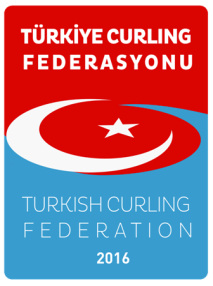 TÜRKİYE CURLING
FEDERASYONU
TURKISH CURLING
FEDERATION
2016